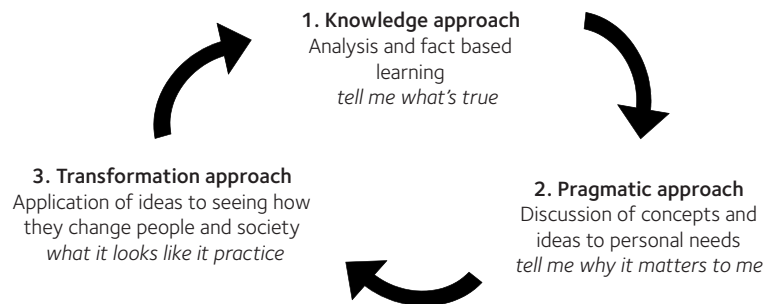 1. Knowledge approach
Analysis and fact based
learning
tell me what's true
2. Pragmatic approach
Discussion of concepts and
ideas to personal needs
tell me why it matters to me
3. Transformation approach
Application of ideas to seeing how
they change people and society
what it looks like it practice